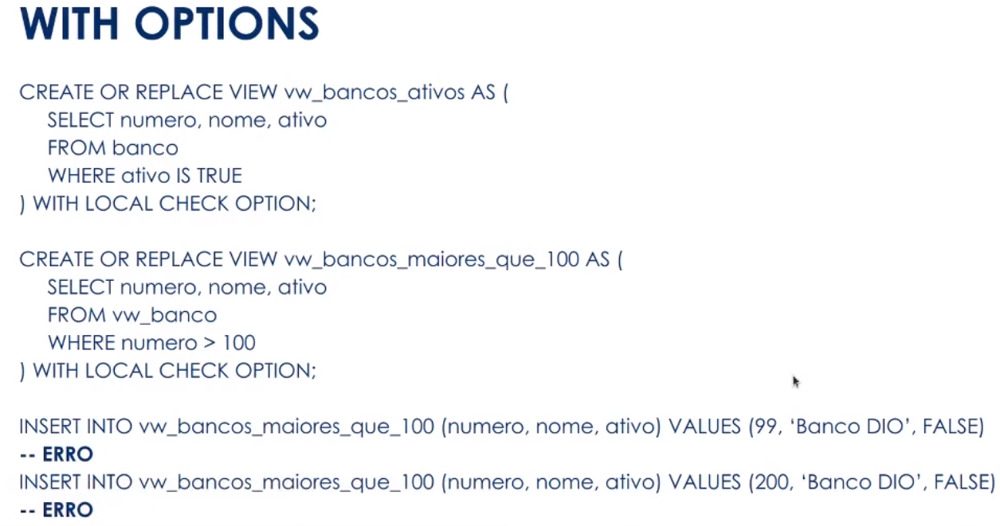 WITH OPTIONS
CREATE OR REPLACE VIEW vw_bancos_ativos AS (
SELECT numero, nome, ativo
FROM banco
WHERE ativo IS TRUE
) WITH LOCAL CHECK OPTION;
CREATE OR REPLACE VIEW vw_bancos_maiores_que_100 AS (
SELECT numero, nome, ativo
FROM vw_banco
WHERE numero > 100
) WITH LOCAL CHECK OPTION;
INSERT INTO vw_bancos_maiores_que_100 (numero, nome, ativo) VALUES (99, ‘Banco DIO’, FALSE)
-- ERRO
INSERT INTO vw_bancos_maiores_que_100 (numero, nome, ativo) VALUES (200, ‘Banco DIO’, FALSE)
-- ERRO